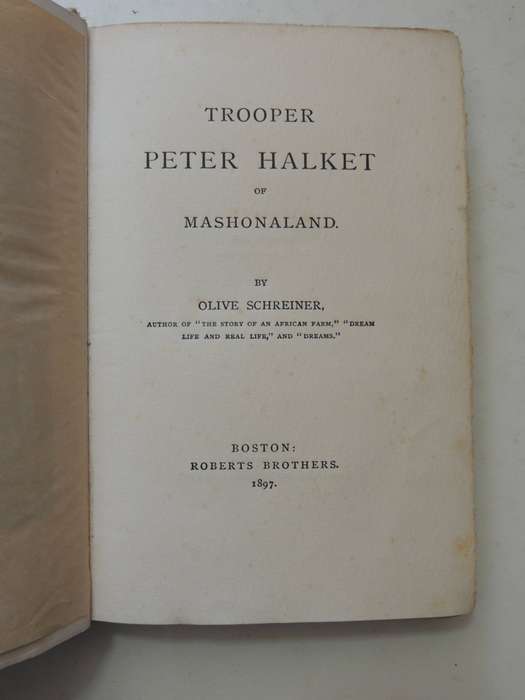 TROOPER
PETER HALKET
OF
MASHONALAND.
BY
OLIVE SCHREINER,
AUTHOR OF "THE STORY OF AN AFRICAN FARM," "DREAM
LIFE AND REAL LIFE," AND "DREAMS."
BOSTON:
ROBERTS BROTHERS.
1897.